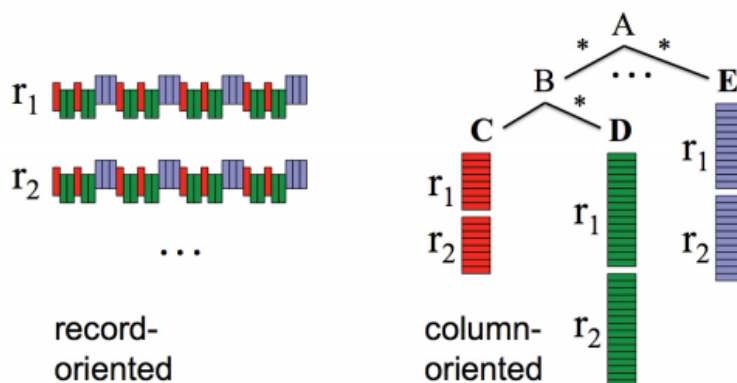 r1
r2
...
record-
oriented
A
* *
B ... E
*
C D
r1 r1 r1
r2 r2 r2
column-
oriented